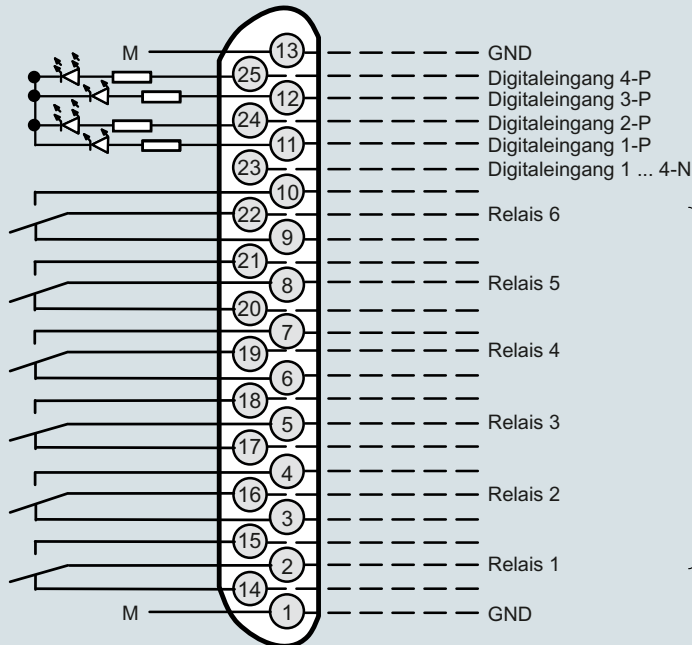 M 13 GND
25 Digitaleingang 4-P
12 Digitaleingang 3-P
24 Digitaleingang 2-P
11 Digitaleingang 1-P
23 Digitaleingang 1 ... 4-N
10
22 Relais 6
9
21
8 Relais 5
20
7
19 Relais 4
6
18
5 Relais 3
17
4
16 Relais 2
3
15
2 Relais 1
14
M 1 GND